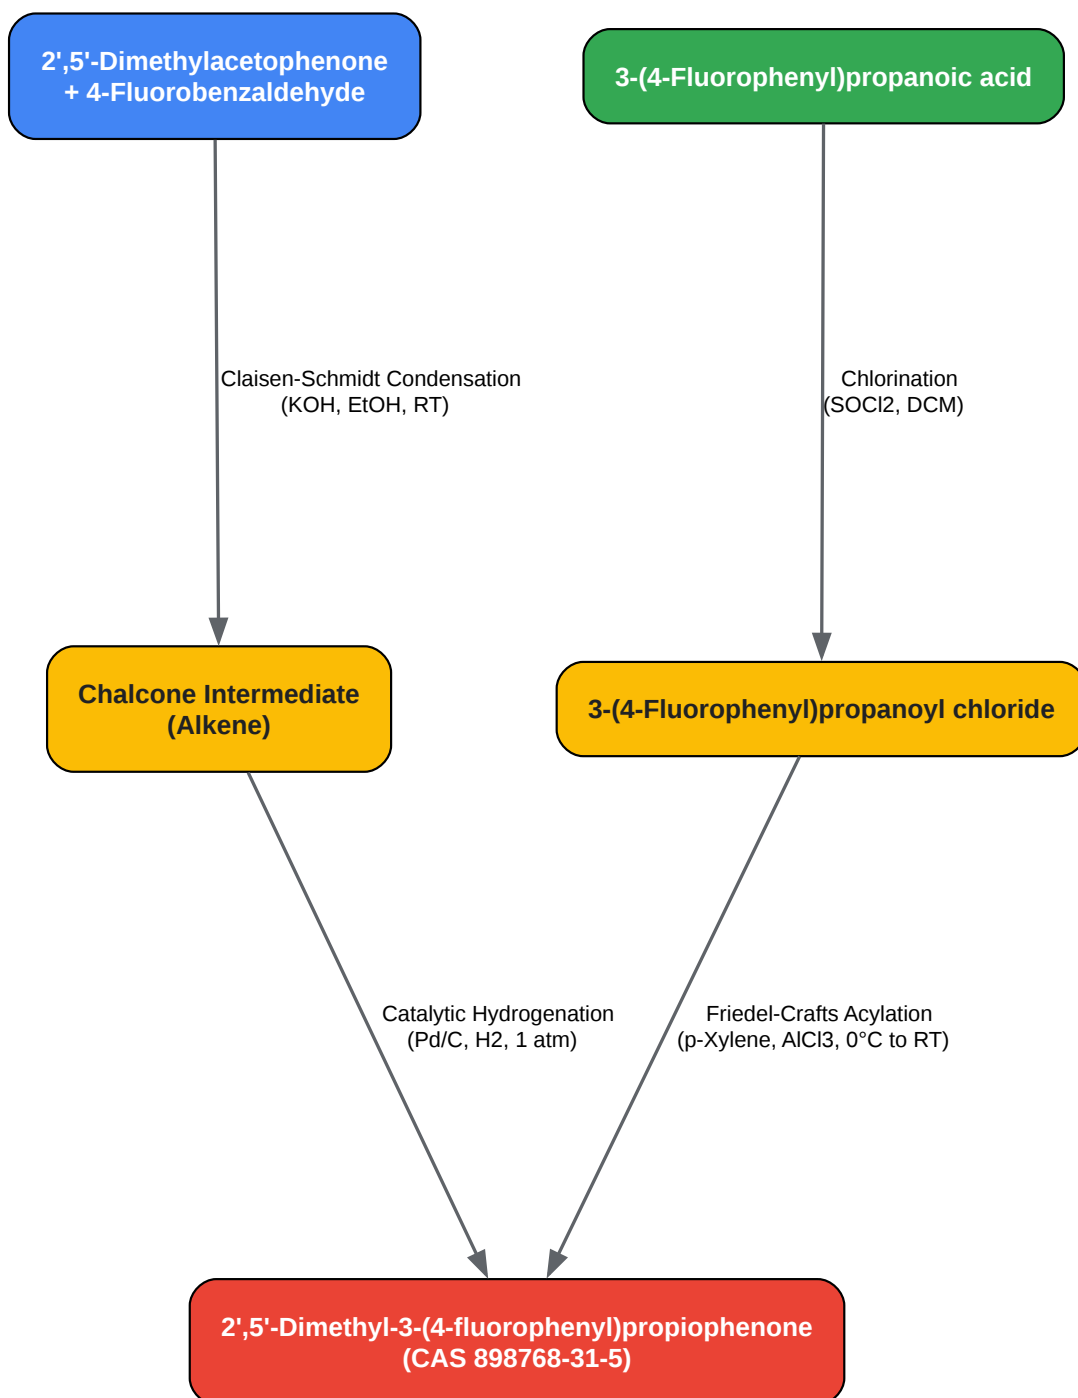 2',5'-Dimethylacetophenone
+ 4-Fluorobenzaldehyde
3-(4-Fluorophenyl)propanoic acid
Claisen-Schmidt Condensation
(KOH, EtOH, RT)
Chlorination
(SOCl2, DCM)
Chalcone Intermediate
(Alkene)
3-(4-Fluorophenyl)propanoyl chloride
Catalytic Hydrogenation
(Pd/C, H2, 1 atm)
Friedel-Crafts Acylation
(p-Xylene, AlCl3, 0°C to RT)
2',5'-Dimethyl-3-(4-fluorophenyl)propiophenone
(CAS 898768-31-5)